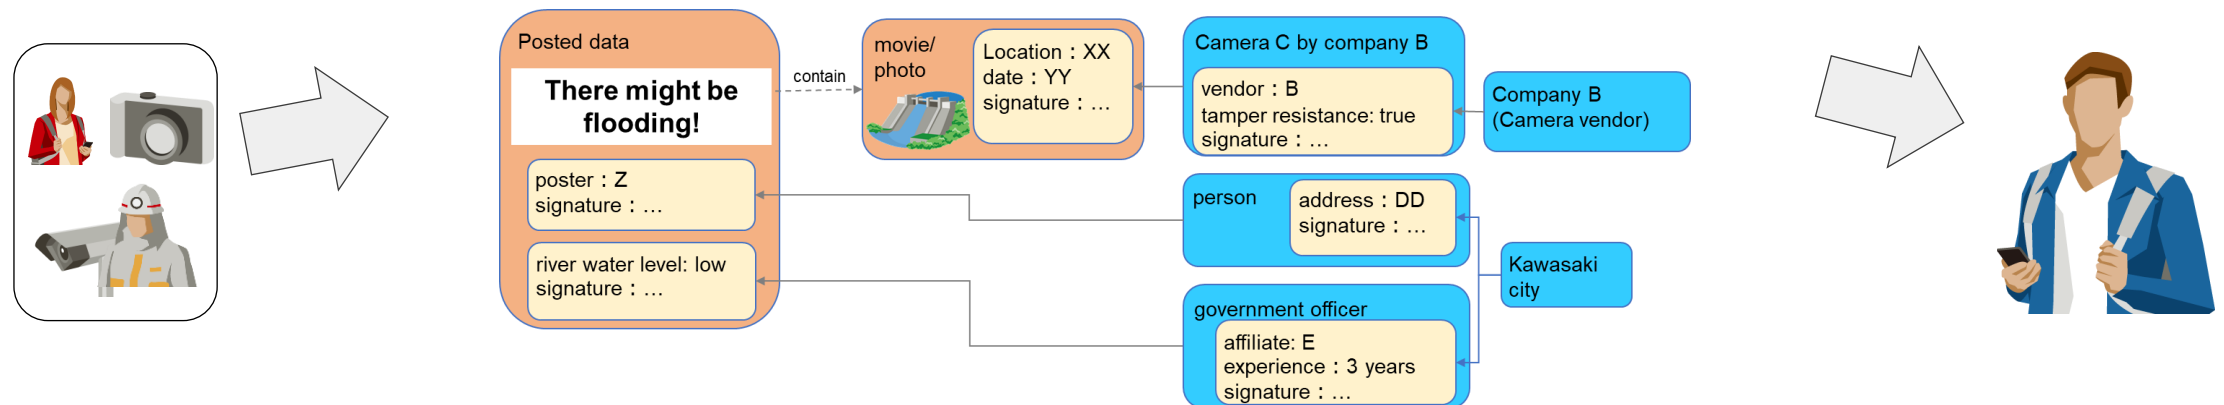 Posted data
There might be
flooding!
poster：Z
signature：…
river water level: low
signature：…
contain
movie/
photo
Location：XX
date：YY
signature：…
Camera C by company B
vendor：B
tamper resistance: true
signature：…
Company B
(Camera vendor)
person
address：DD
signature：…
government officer
affiliate: E
experience：3 years
signature：…
Kawasaki
city